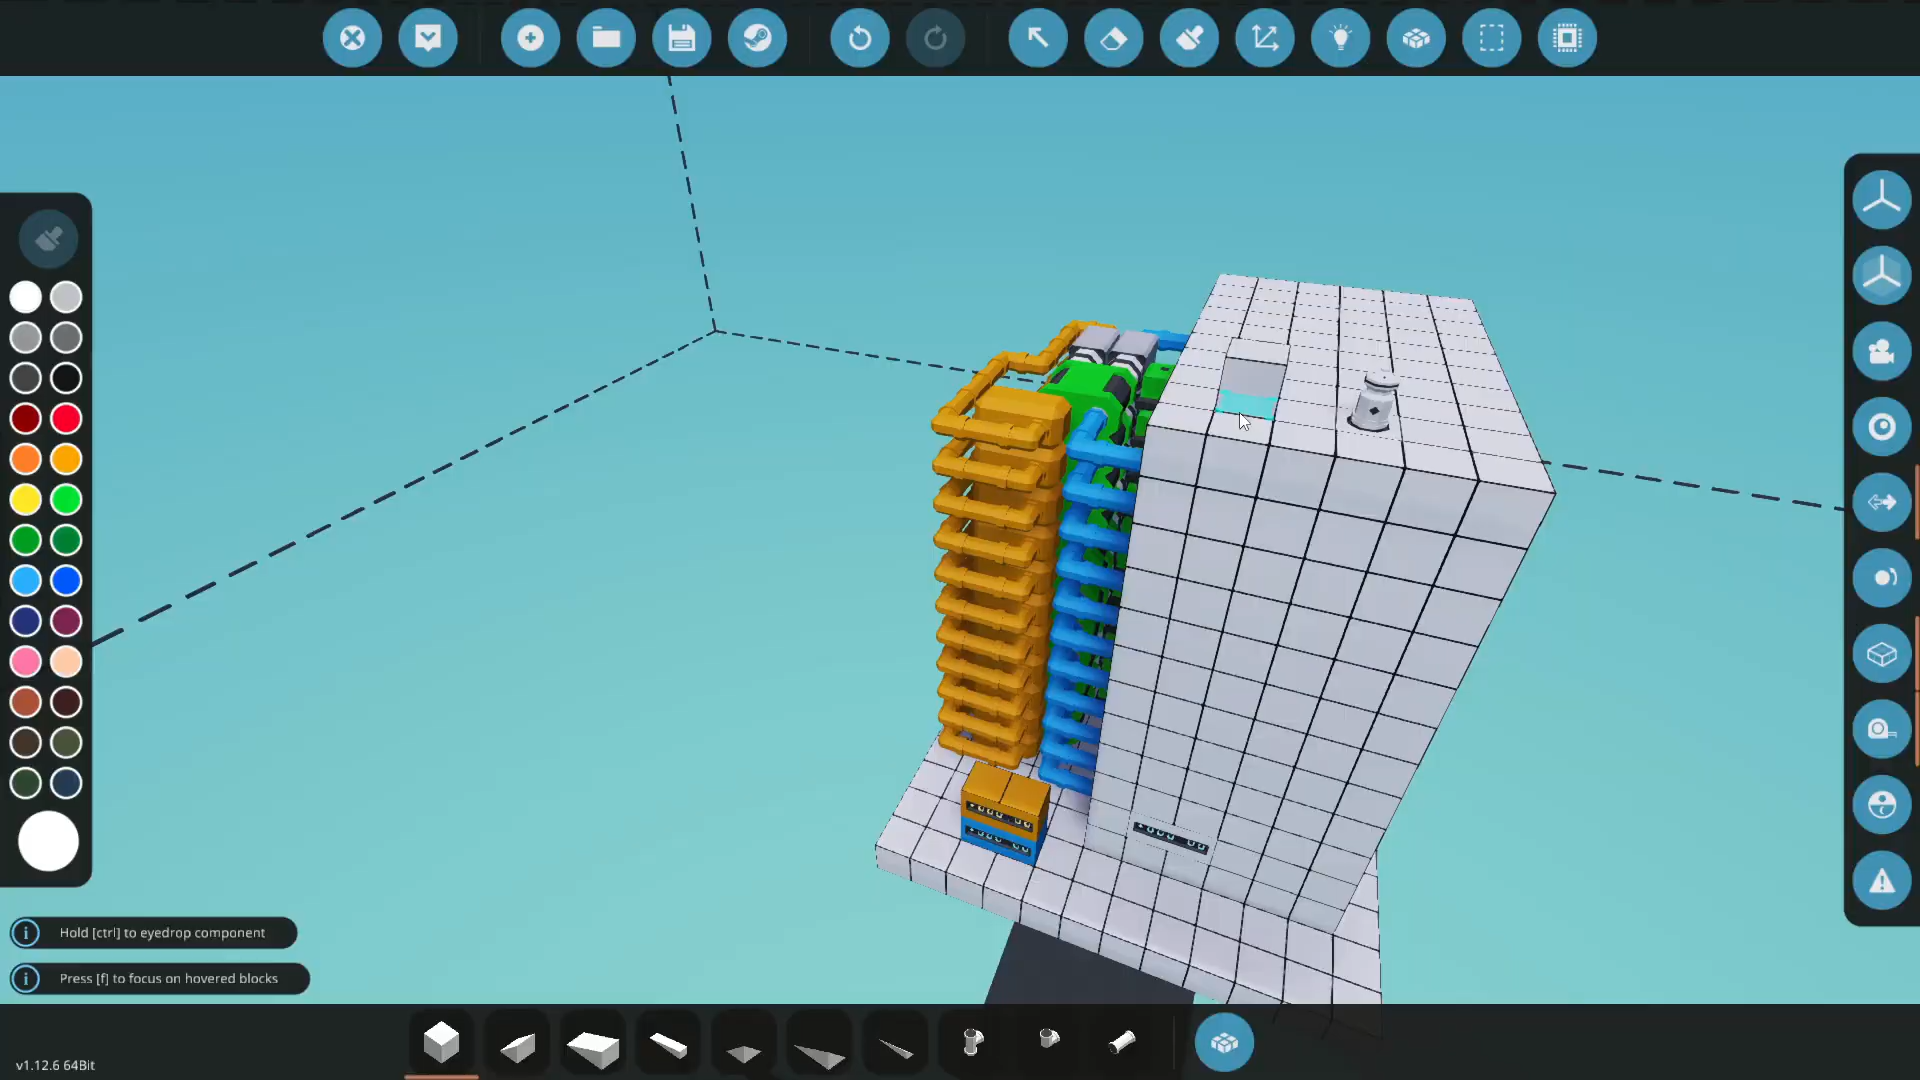 Hold [ctrl] to eyedrop component
Press [f] to focus on hovered blocks
v1.12.6 64Bit